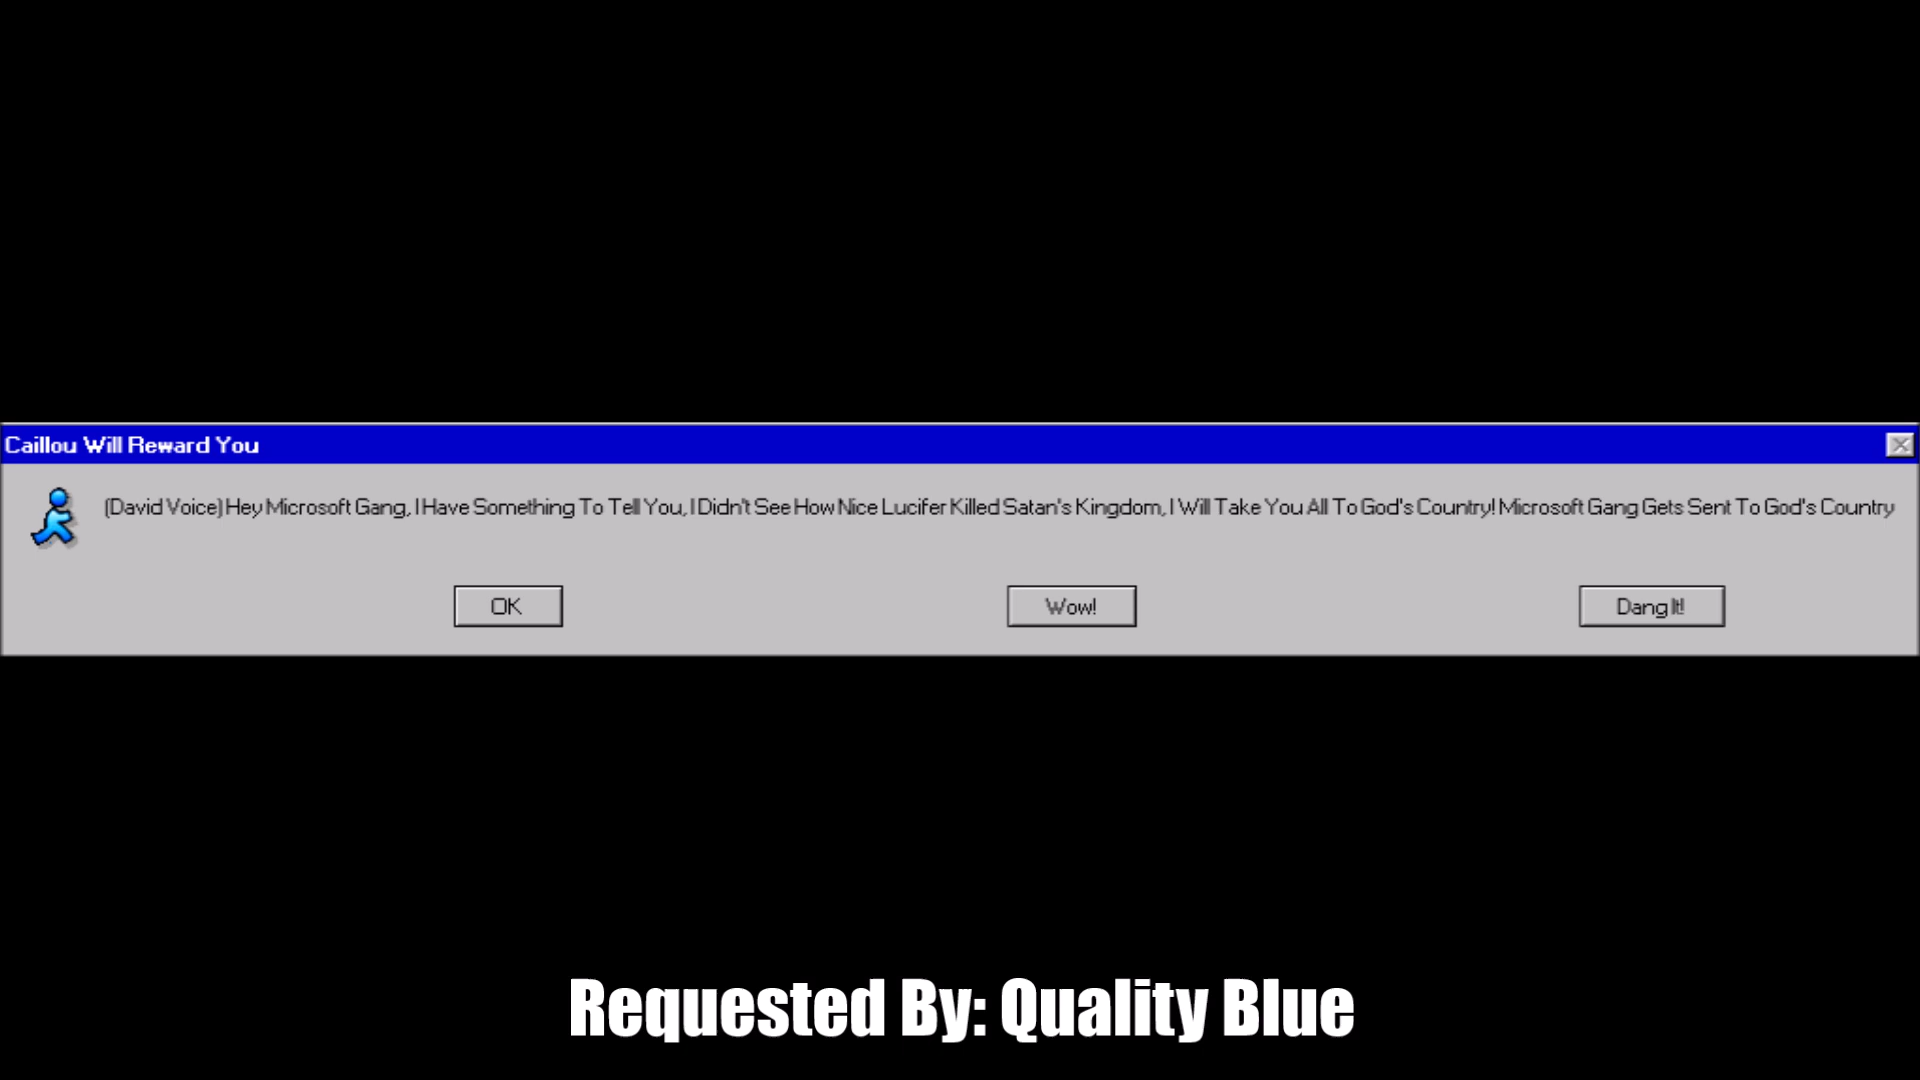 Caillou Will Reward You
(David Voice) Hey Microsoft Gang, I Have Something To Tell You, I Didn't See How Nice Lucifer Killed Satan's Kingdom, I Will Take You All To God's Country! Microsoft Gang Gets Sent To God's Country
OK Wow! Dang It!
Requested By: Quality Blue